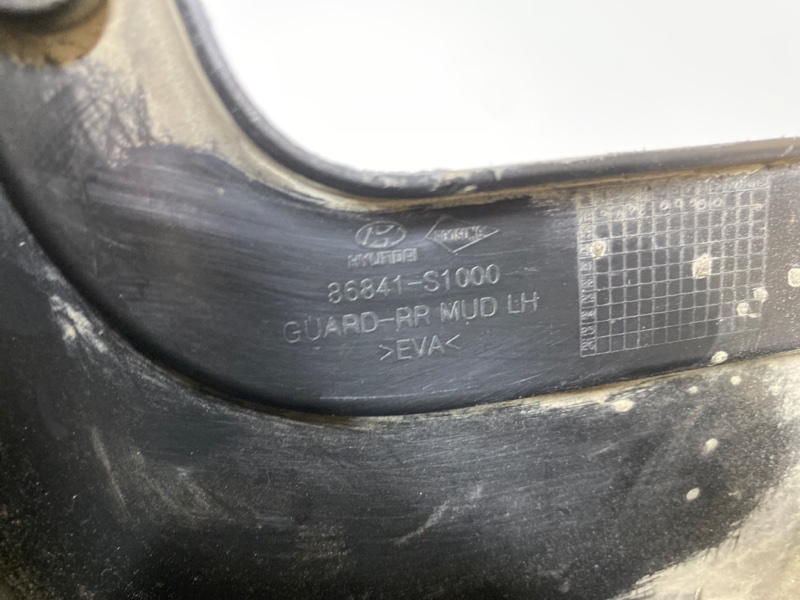 HYUNDAI
86841-S1000
GUARD-RR MUD LH
>EVA<